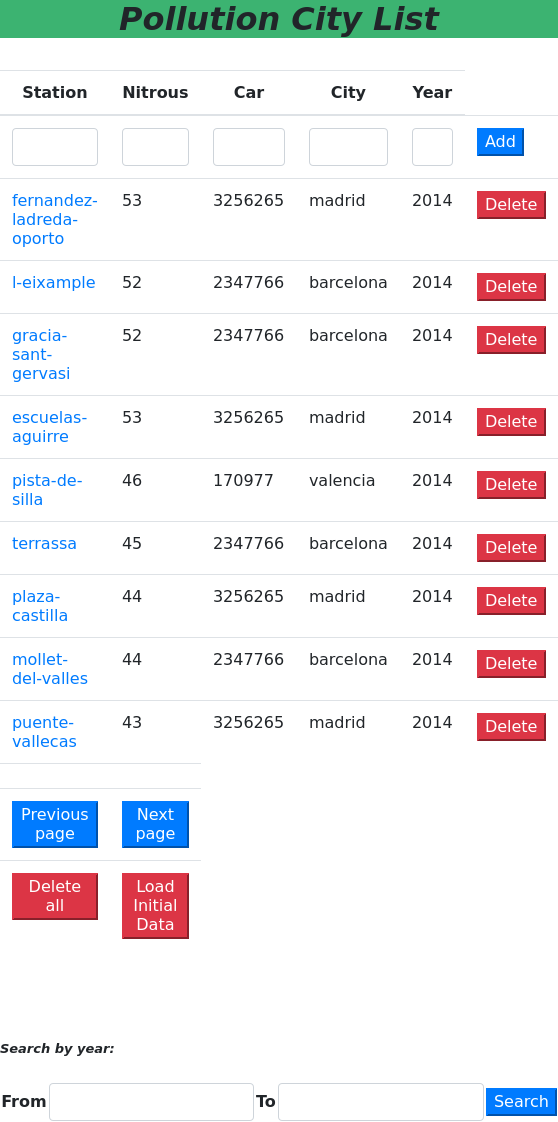 Pollution City List
Station Nitrous Car City Year
Add
fernandez- 53 3256265 madrid 2014 Delete
ladreda-
oporto
l-eixample 52 2347766 barcelona 2014 Delete
gracia- 52 2347766 barcelona 2014 Delete
sant-
gervasi
escuelas- 53 3256265 madrid 2014 Delete
aguirre
pista-de- 46 170977 valencia 2014 Delete
silla
terrassa 45 2347766 barcelona 2014 Delete
plaza- 44 3256265 madrid 2014 Delete
castilla
mollet- 44 2347766 barcelona 2014 Delete
del-valles
puente- 43 3256265 madrid 2014 Delete
vallecas
Previous Next
page page
Delete Load
all Initial
Data
Search by year:
From To Search